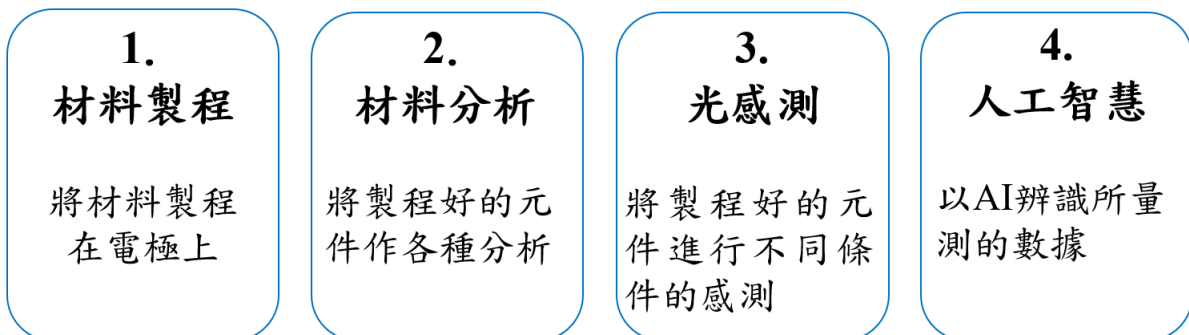 1.
材料製程
將材料製程
在電極上
2.
材料分析
將製程好的元
件作各種分析
3.
光感測
將製程好的元
件進行不同條
件的感測
4.
人工智慧
以AI辨識所量
測的數據